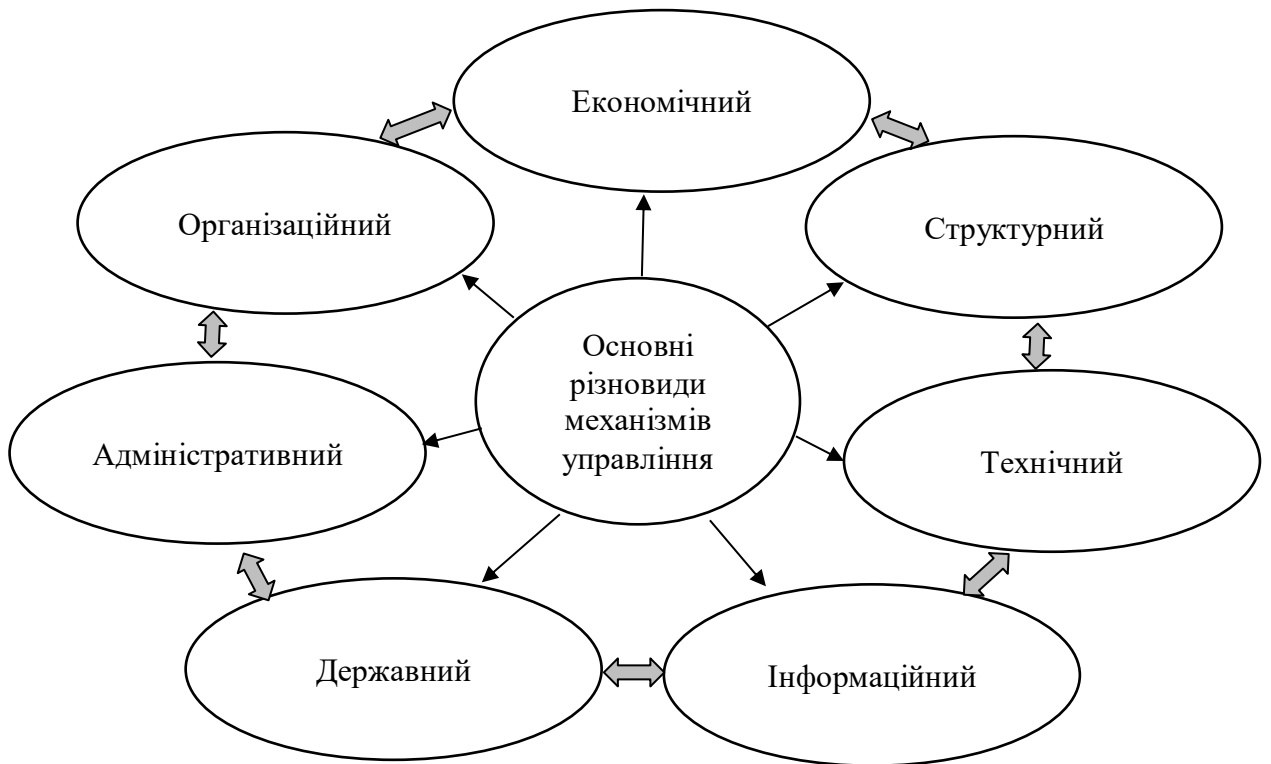 Економічний
Організаційний
Структурний
Основні
різновиди
механізмів
управління
Адміністративний
Технічний
Державний
Інформаційний